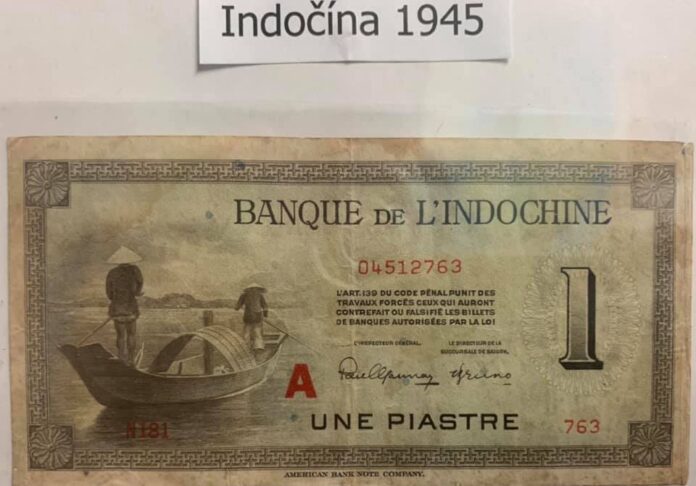 Indočína 1945
BANQUE DE L'INDOCHINE
04512763
L'ART.139 DU CODE PÉNAL PUNIT DES
TRAVAUX FORCÉS CEUX QUI AURONT
CONTREFAIT OU FALSIFIÉ LES BILLETS
DE BANQUES AUTORISÉES PAR LA LOI
L'INSPECTEUR GÉNÉRAL,
LE DIRECTEUR DE LA
SUCCURSALE DE SAIGON,
1
A
N181
UNE PIASTRE
763
AMERICAN BANK NOTE COMPANY.